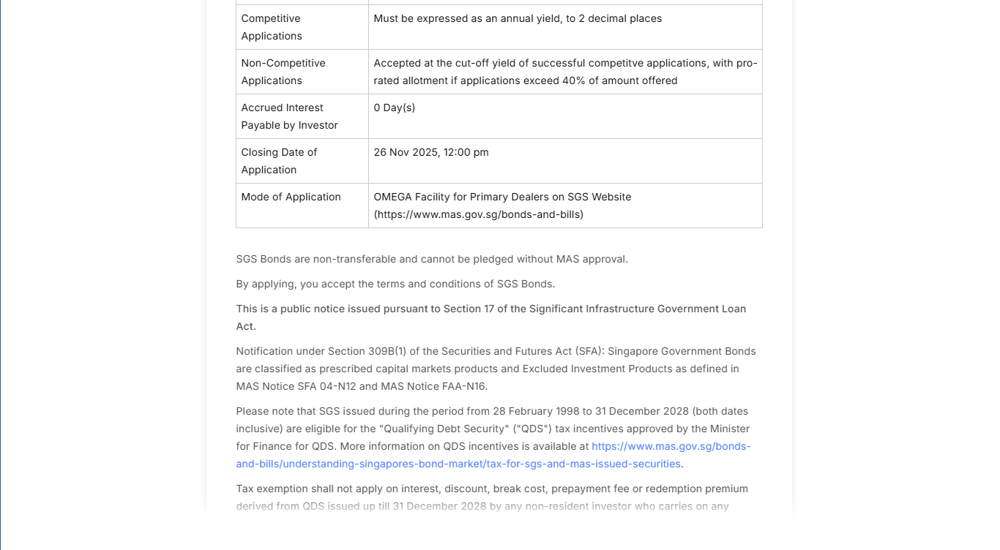 Competitive
Applications
Must be expressed as an annual yield, to 2 decimal places
Non-Competitive
Applications
Accepted at the cut-off yield of successful competitve applications, with pro-
rated allotment if applications exceed 40% of amount offered
Accrued Interest
Payable by Investor
0 Day(s)
Closing Date of
Application
26 Nov 2025, 12:00 pm
Mode of Application
OMEGA Facility for Primary Dealers on SGS Website
(https://www.mas.gov.sg/bonds-and-bills)
SGS Bonds are non-transferable and cannot be pledged without MAS approval.
By applying, you accept the terms and conditions of SGS Bonds.
This is a public notice issued pursuant to Section 17 of the Significant Infrastructure Government Loan
Act.
Notification under Section 309B(1) of the Securities and Futures Act (SFA): Singapore Government Bonds
are classified as prescribed capital markets products and Excluded Investment Products as defined in
MAS Notice SFA 04-N12 and MAS Notice FAA-N16.
Please note that SGS issued during the period from 28 February 1998 to 31 December 2028 (both dates
inclusive) are eligible for the "Qualifying Debt Security" ("QDS") tax incentives approved by the Minister
for Finance for QDS. More information on QDS incentives is available at https://www.mas.gov.sg/bonds-
and-bills/understanding-singapores-bond-market/tax-for-sgs-and-mas-issued-securities.
Tax exemption shall not apply on interest, discount, break cost, prepayment fee or redemption premium
derived from QDS issued up till 31 December 2028 by any non-resident investor who carries on any